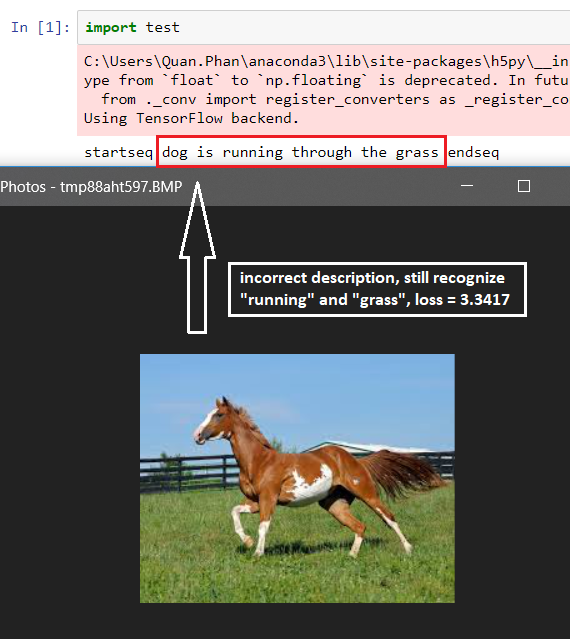 In [1]: import test
C:\Users\Quan.Phan\anaconda3\lib\site-packages\h5py\__in
ype from `float` to `np.floating` is deprecated. In futu
from ._conv import register_converters as _register_co
Using TensorFlow backend.
startseq dog is running through the grass endseq
Photos - tmp88aht597.BMP
incorrect description, still recognize
"running" and "grass", loss = 3.3417